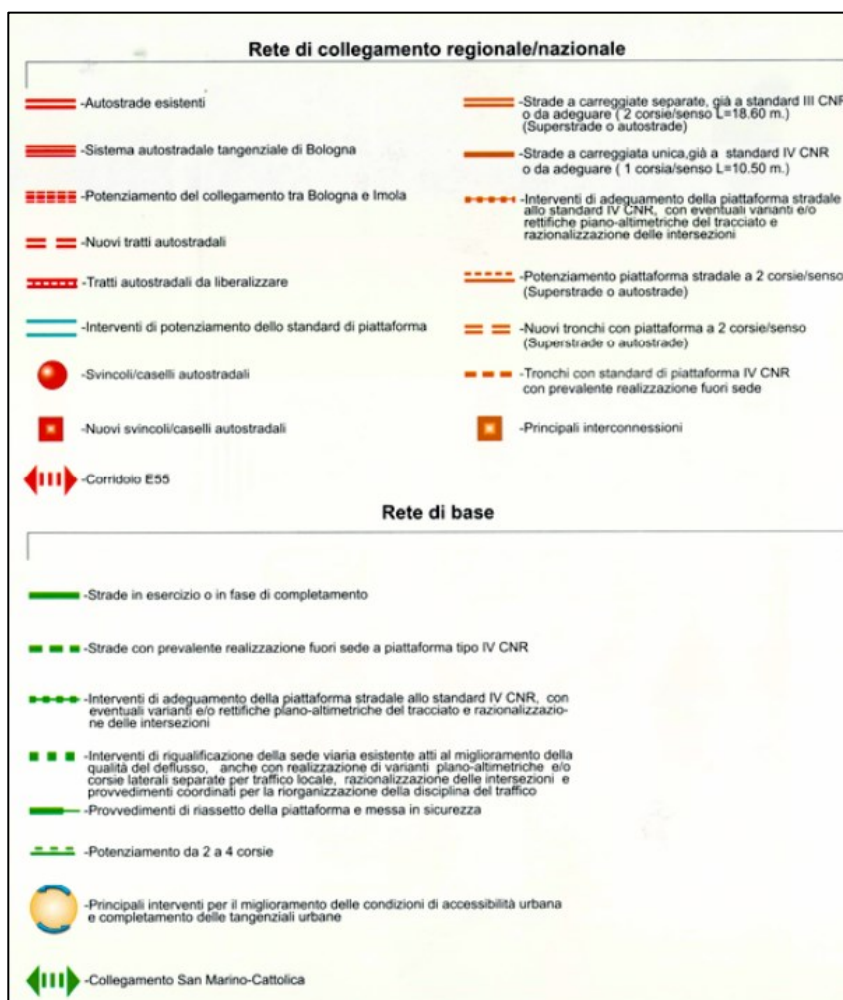 Rete di collegamento regionale/nazionale
-Autostrade esistenti
-Sistema autostradale tangenziale di Bologna
-Potenziamento del collegamento tra Bologna e Imola
-Nuovi tratti autostradali
-Tratti autostradali da liberalizzare
-Interventi di potenziamento dello standard di piattaforma
-Svincoli/caselli autostradali
-Nuovi svincoli/caselli autostradali
-Corridoio E55
-Strade a carreggiate separate, già a standard III CNR
o da adeguare ( 2 corsie/senso L=18.60 m.)
(Superstrade o autostrade)
-Strade a carreggiata unica,già a standard IV CNR
o da adeguare ( 1 corsia/senso L=10.50 m.)
-Interventi di adeguamento della piattaforma stradale
allo standard IV CNR, con eventuali varianti e/o
rettifiche piano-altimetriche del tracciato e
razionalizzazione delle intersezioni
-Potenziamento piattaforma stradale a 2 corsie/senso
(Superstrade o autostrade)
-Nuovi tronchi con piattaforma a 2 corsie/senso
(Superstrade o autostrade)
-Tronchi con standard di piattaforma IV CNR
con prevalente realizzazione fuori sede
-Principali interconnessioni
Rete di base
-Strade in esercizio o in fase di completamento
-Strade con prevalente realizzazione fuori sede a piattaforma tipo IV CNR
-Interventi di adeguamento della piattaforma stradale allo standard IV CNR, con
eventuali varianti e/o rettifiche plano-altimetriche del tracciato e razionalizzazio-
ne delle intersezioni
-Interventi di riqualificazione della sede viaria esistente atti al miglioramento della
qualità del deflusso, anche con realizzazione di varianti plano-altimetriche e/o
corsie laterali separate per traffico locale, razionalizzazione delle intersezioni e
provvedimenti coordinati per la riorganizzazione della disciplina del traffico
-Provvedimenti di riassetto della piattaforma e messa in sicurezza
-Potenziamento da 2 a 4 corsie
-Principali interventi per il miglioramento delle condizioni di accessibilità urbana
e completamento delle tangenziali urbane
-Collegamento San Marino-Cattolica